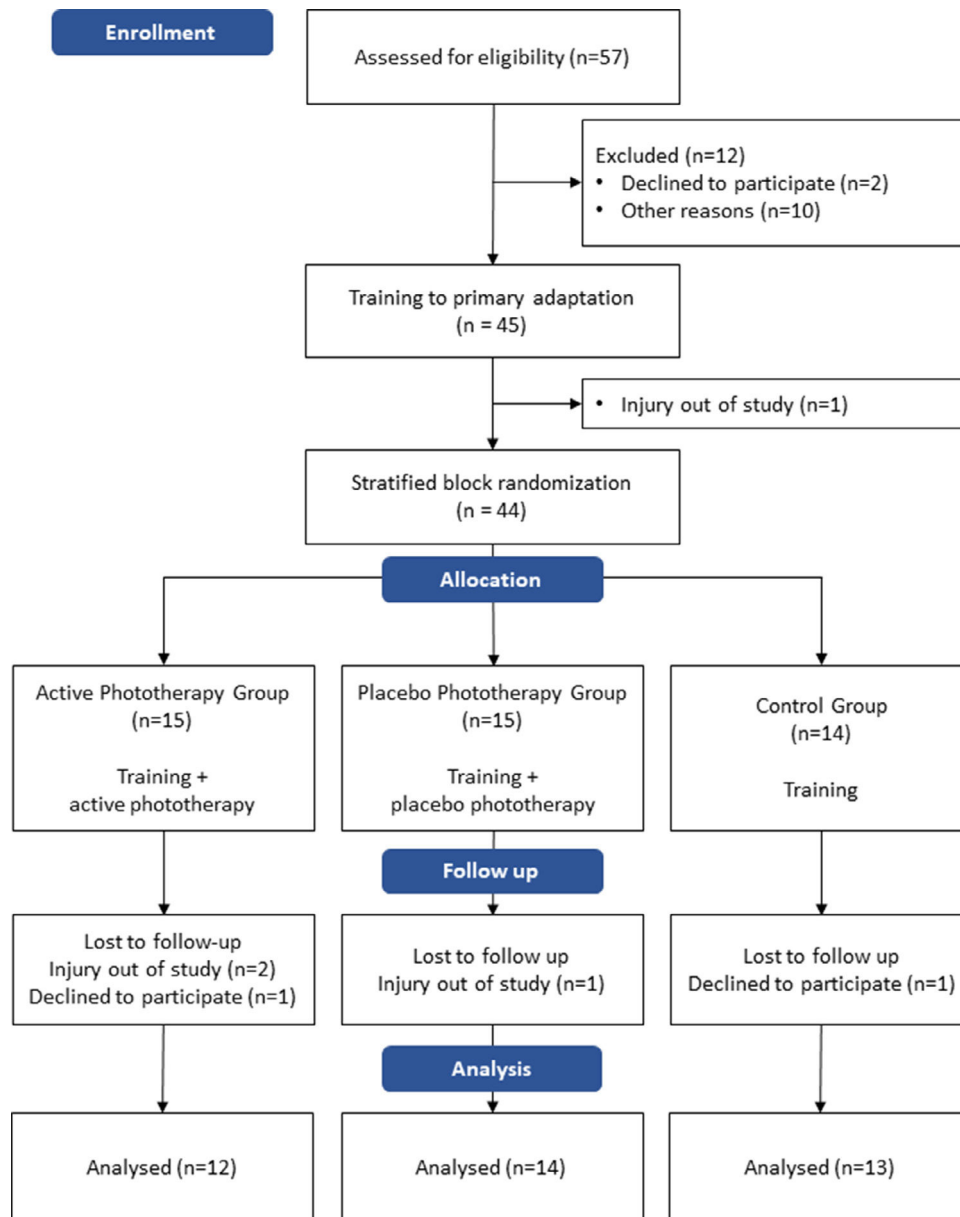 Enrollment
Assessed for eligibility (n=57)
Excluded (n=12)
• Declined to participate (n=2)
• Other reasons (n=10)
Training to primary adaptation
(n = 45)
• Injury out of study (n=1)
Stratified block randomization
(n = 44)
Allocation
Active Phototherapy Group
(n=15)
Training +
active phototherapy
Placebo Phototherapy Group
(n=15)
Training +
placebo phototherapy
Control Group
(n=14)
Training
Follow up
Lost to follow-up
Injury out of study (n=2)
Declined to participate (n=1)
Lost to follow up
Injury out of study (n=1)
Lost to follow up
Declined to participate (n=1)
Analysis
Analysed (n=12)
Analysed (n=14)
Analysed (n=13)